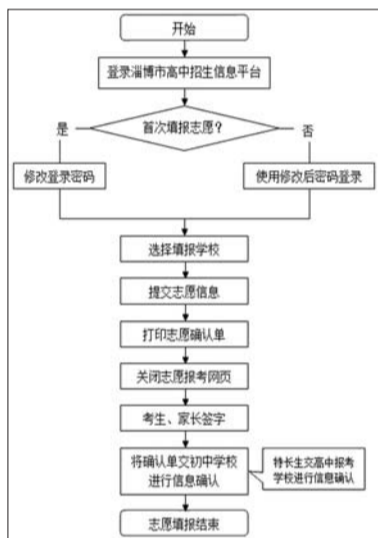 开始
登录淄博市高中招生信息平台
首次填报志愿？
是
否
修改登录密码
使用修改后密码登录
选择填报学校
提交志愿信息
打印志愿确认单
关闭志愿报考网页
考生、家长签字
将确认单交初中学校
进行信息确认
特长生交高中报考
学校进行信息确认
志愿填报结束